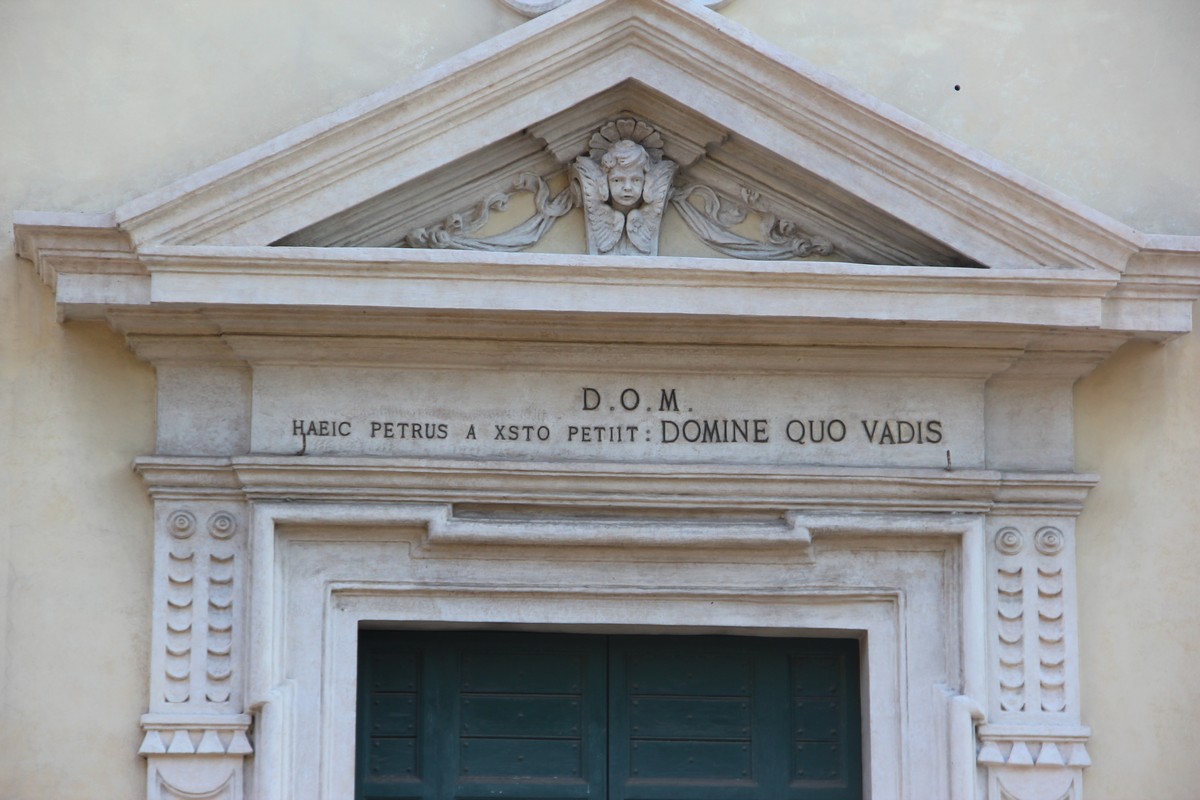 D.O.M.
HAEIC PETRUS A XSTO PETIIT: DOMINE QUO VADIS